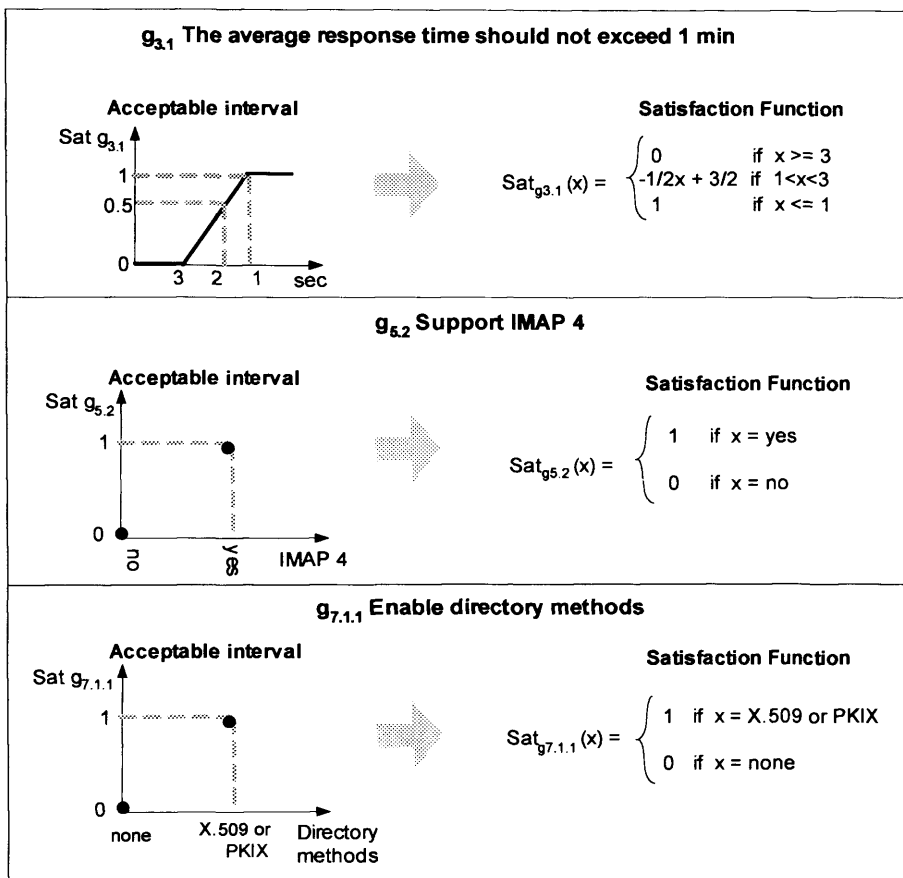 g3.1 The average response time should not exceed 1 min
Acceptable interval
Sat g3.1
1
0.5
0
3 2 1
sec
Satisfaction Function
Satg3.1 (x) =
0 if x >= 3
-1/2x + 3/2 if 1<x<3
1 if x <= 1
g5.2 Support IMAP 4
Acceptable interval
Sat g5.2
1
0
no
yes
IMAP 4
Satisfaction Function
Satg5.2 (x) =
1 if x = yes
0 if x = no
g7.1.1 Enable directory methods
Acceptable interval
Sat g7.1.1
1
0
none
X.509 or
PKIX
Directory
methods
Satisfaction Function
Satg7.1.1 (x) =
1 if x = X.509 or PKIX
0 if x = none